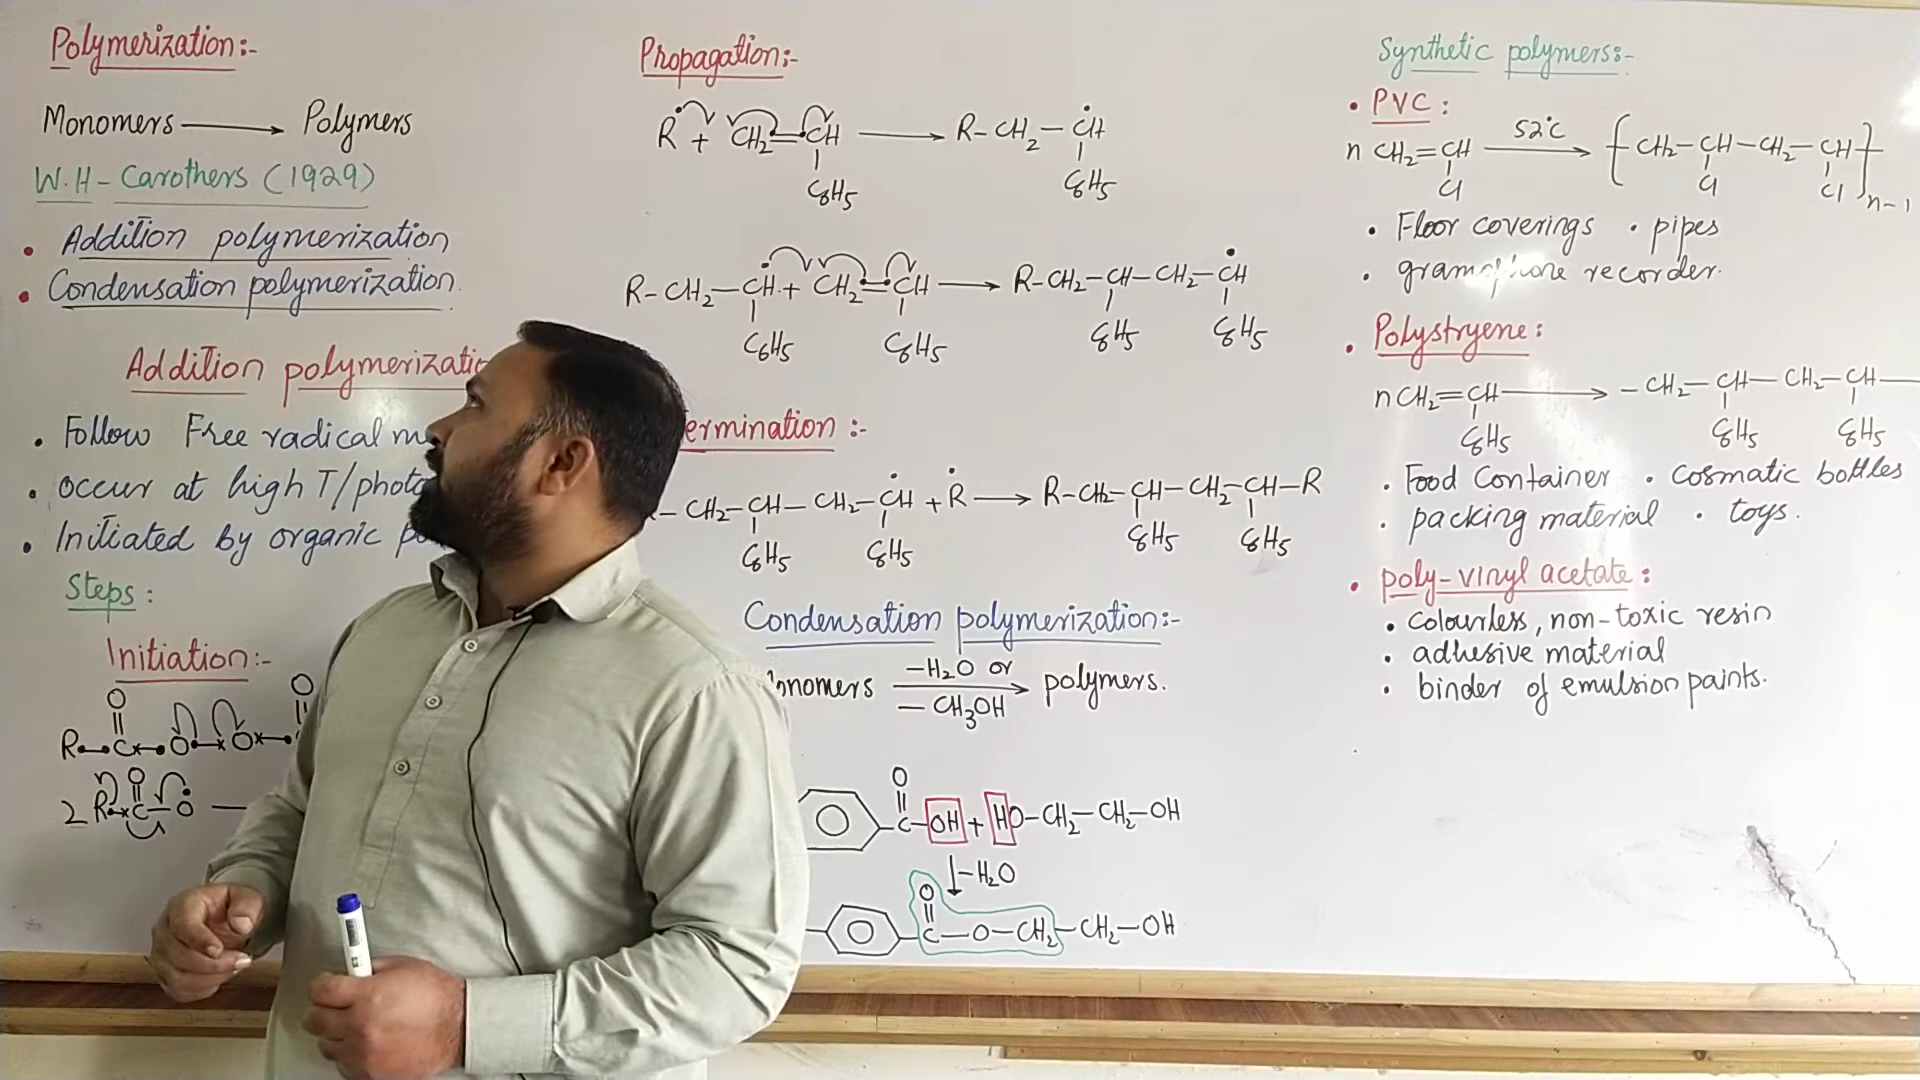 Polymerization:-
Monomers ⟶ Polymers
W.H-Carothers (1929)
• Addition polymerization
• Condensation polymerization.
Addition
• Follow Free radical
• occur at high T/
• Initiated by organic
Steps:
Initiation:-
O O
R C O O
2 R C O
O
Propagation:-
R + CH2=CH ⟶ R-CH2-CH
C6H5 C6H5
R-CH2-CH + CH2=CH ⟶ R-CH2-CH-CH2-CH
C6H5 C6H5 C6H5 C6H5
ermination :-
- CH2-CH-CH2-CH + R ⟶ R-CH2-CH-CH2-CH-R
C6H5 C6H5 C6H5 C6H5
Condensation polymerization:-
-H2O or
onomers ⟶ polymers.
- CH3OH
O
C-OH + HO-CH2-CH2-OH
-H2O
O
C-O-CH2-CH2-OH
Synthetic polymers:-
• PVC :
52°C
n CH2=CH ⟶ CH2-CH-CH2-CH
Cl Cl Cl n-1
• Floor coverings • pipes
• gramophone recorder.
• Polystryene :
nCH2=CH ⟶ -CH2-CH-CH2-CH-
C6H5 C6H5 C6H5
• Food Container • cosmatic bottles
• packing material • toys.
• poly-vinyl acetate :
• colourless, non-toxic resin
• adhesive material
• binder of emulsion paints.